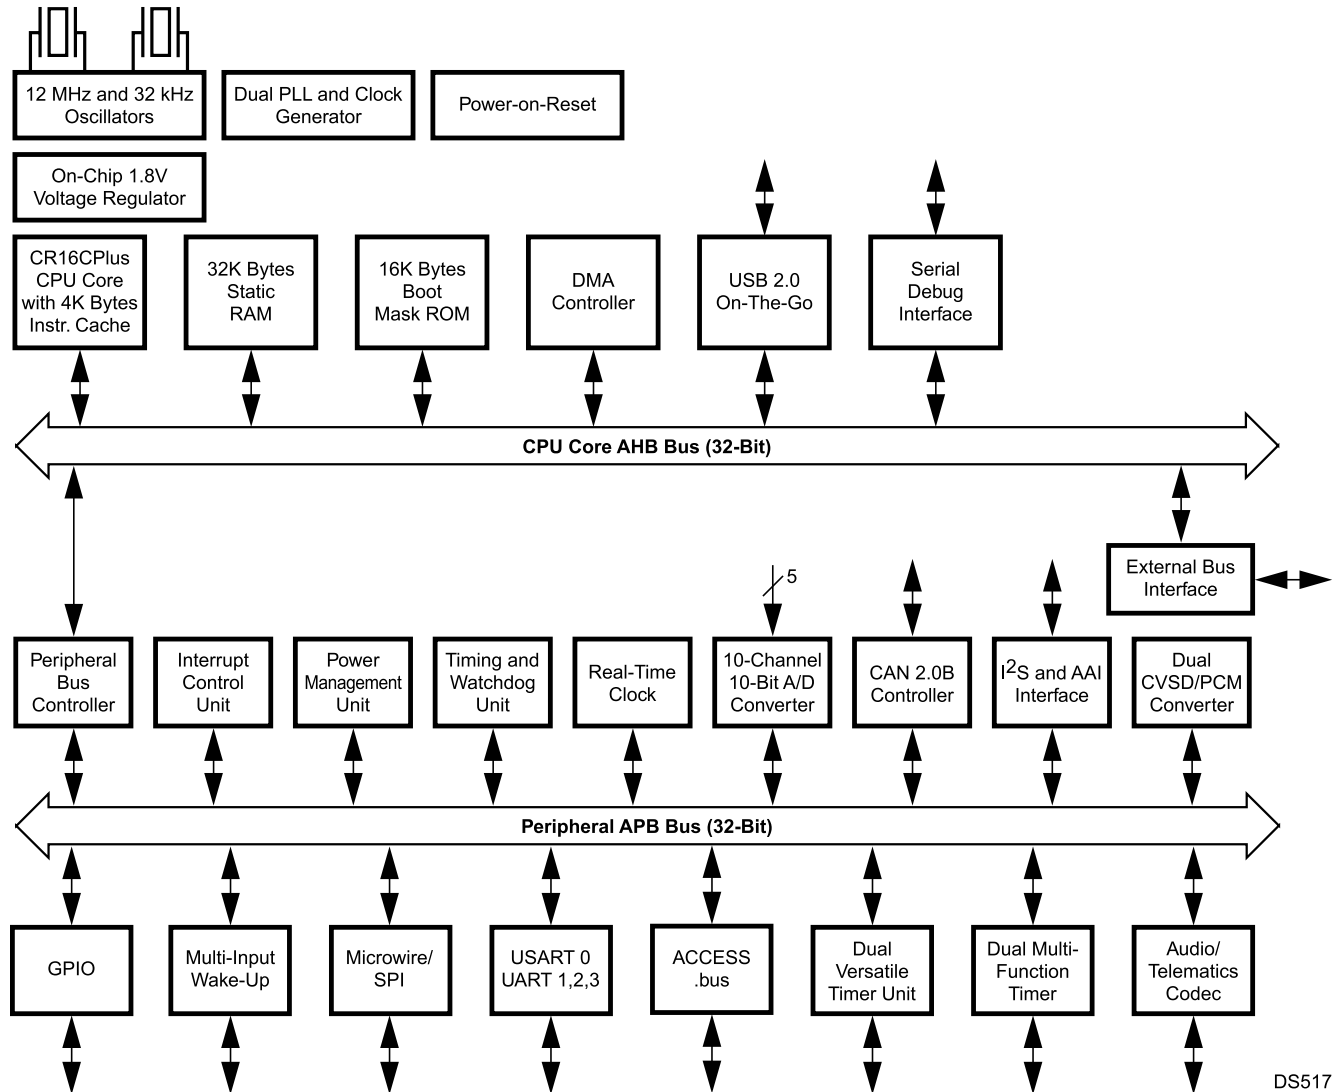 12 MHz and 32 kHz
Oscillators
Dual PLL and Clock
Generator
Power-on-Reset
On-Chip 1.8V
Voltage Regulator
CR16CPlus
CPU Core
with 4K Bytes
Instr. Cache
32K Bytes
Static
RAM
16K Bytes
Boot
Mask ROM
DMA
Controller
USB 2.0
On-The-Go
Serial
Debug
Interface
CPU Core AHB Bus (32-Bit)
External Bus
Interface
5
Peripheral
Bus
Controller
Interrupt
Control
Unit
Power
Management
Unit
Timing and
Watchdog
Unit
Real-Time
Clock
10-Channel
10-Bit A/D
Converter
CAN 2.0B
Controller
I²S and AAI
Interface
Dual
CVSD/PCM
Converter
Peripheral APB Bus (32-Bit)
GPIO
Multi-Input
Wake-Up
Microwire/
SPI
USART 0
UART 1,2,3
ACCESS
.bus
Dual
Versatile
Timer Unit
Dual Multi-
Function
Timer
Audio/
Telematics
Codec
DS517